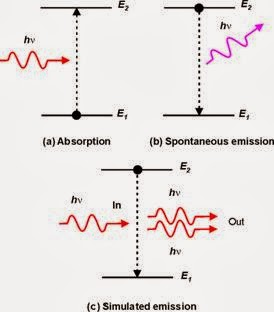 E2 E2
hν hν
E1 E1
(a) Absorption (b) Spontaneous emission
E2
hν hν
In Out
hν
E1
(c) Simulated emission